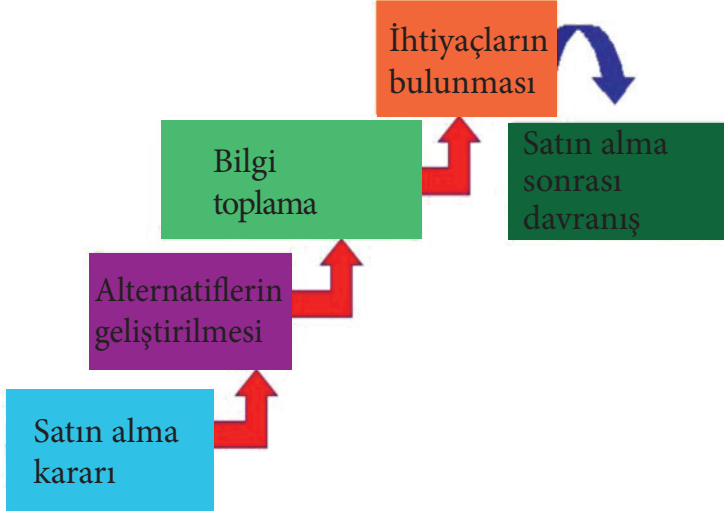 İhtiyaçların
bulunması
Satın alma
sonrası
davranış
Bilgi
toplama
Alternatiflerin
geliştirilmesi
Satın alma
kararı